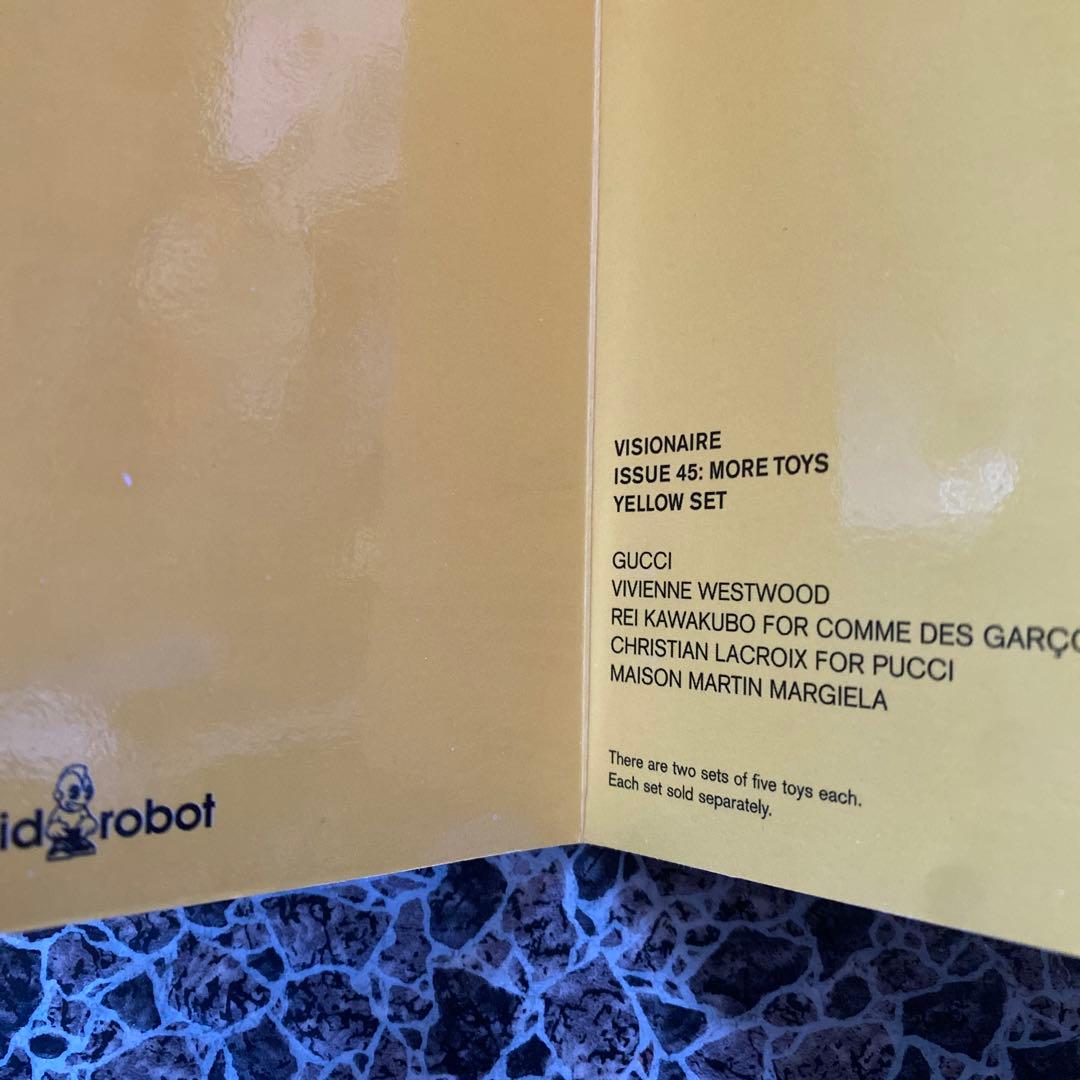 id robot
VISIONAIRE
ISSUE 45: MORE TOYS
YELLOW SET
GUCCI
VIVIENNE WESTWOOD
REI KAWAKUBO FOR COMME DES GARÇO
CHRISTIAN LACROIX FOR PUCCI
MAISON MARTIN MARGIELA
There are two sets of five toys each.
Each set sold separately.